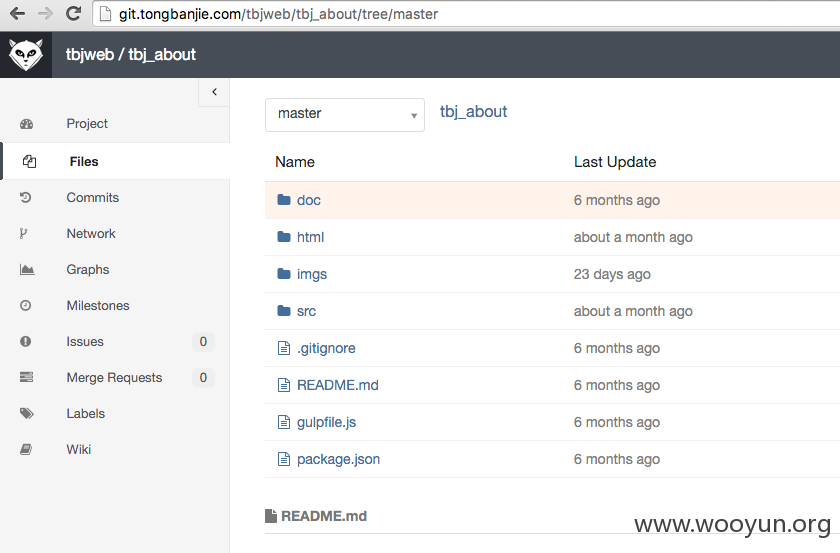 git.tongbanjie.com/tbjweb/tbj_about/tree/master
tbjweb / tbj_about
master
tbj_about
Project
Files
Commits
Network
Graphs
Milestones
Issues 0
Merge Requests 0
Labels
Wiki
Name Last Update
doc 6 months ago
html about a month ago
imgs 23 days ago
src about a month ago
.gitignore 6 months ago
README.md 6 months ago
gulpfile.js 6 months ago
package.json 6 months ago
README.md
www.wooyun.org